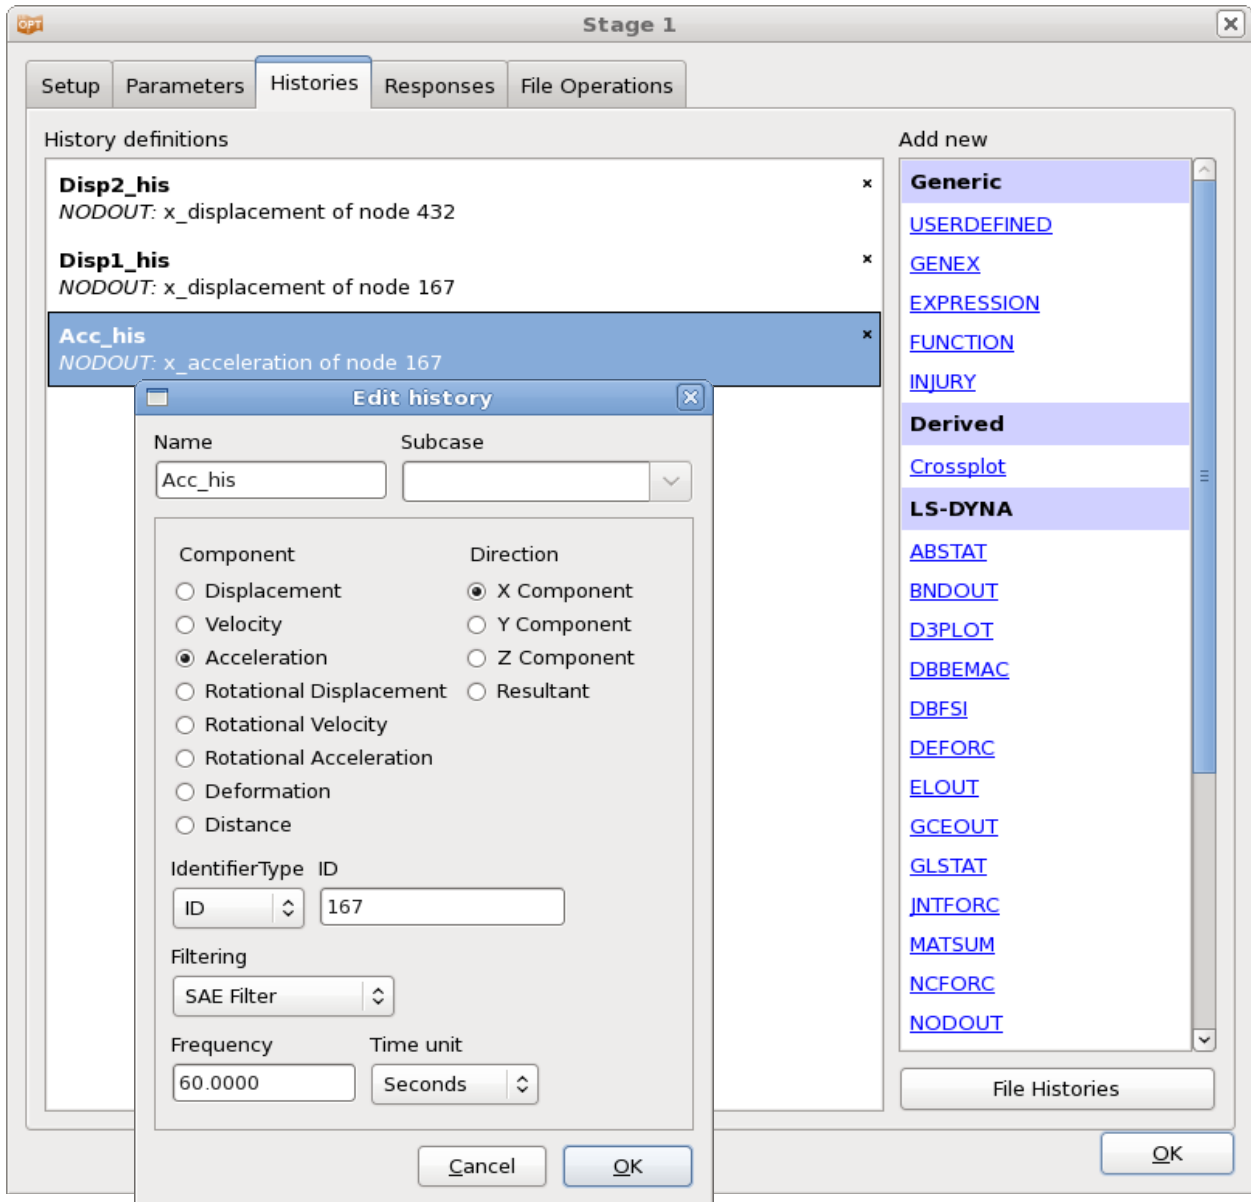 OPT
Stage 1
Setup
Parameters
Histories
Responses
File Operations
History definitions
Add new
Disp2_his
NODOUT: x_displacement of node 432
Disp1_his
NODOUT: x_displacement of node 167
Acc_his
NODOUT: x_acceleration of node 167
Generic
USERDEFINED
GENEX
EXPRESSION
FUNCTION
INJURY
Derived
Crossplot
LS-DYNA
ABSTAT
BNDOUT
D3PLOT
DBBEMAC
DBFSI
DEFORC
ELOUT
GCEOUT
GLSTAT
JNTFORC
MATSUM
NCFORC
NODOUT
File Histories
OK
Edit history
Name
Subcase
Acc_his
Component
Direction
Displacement
X Component
Velocity
Y Component
Acceleration
Z Component
Rotational Displacement
Resultant
Rotational Velocity
Rotational Acceleration
Deformation
Distance
IdentifierType
ID
ID
167
Filtering
SAE Filter
Frequency
Time unit
60.0000
Seconds
Cancel
OK